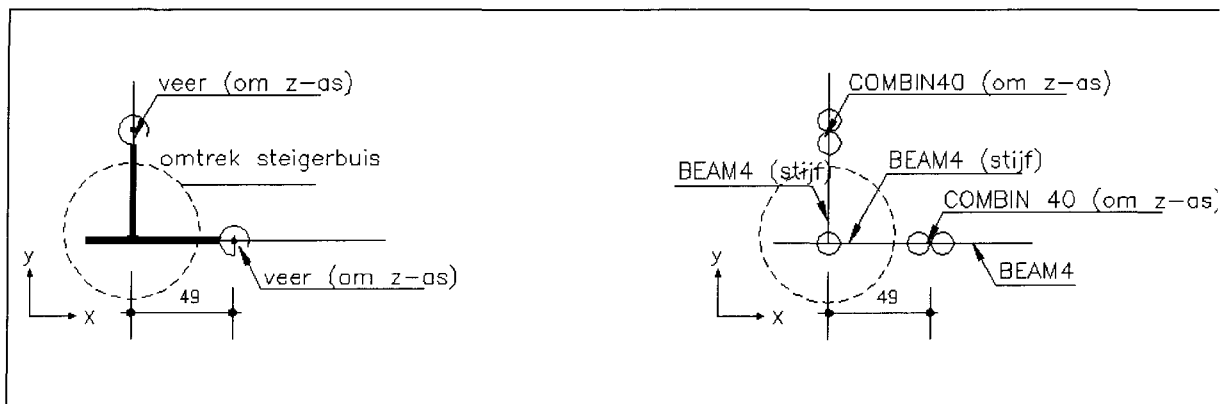 veer (om z-as)
omtrek steigerbuis
y
veer (om z-as)
49
x
COMBIN40 (om z-as)
BEAM4 (stijf)
BEAM4 (stijf)
COMBIN 40 (om z-as)
y
BEAM4
49
x